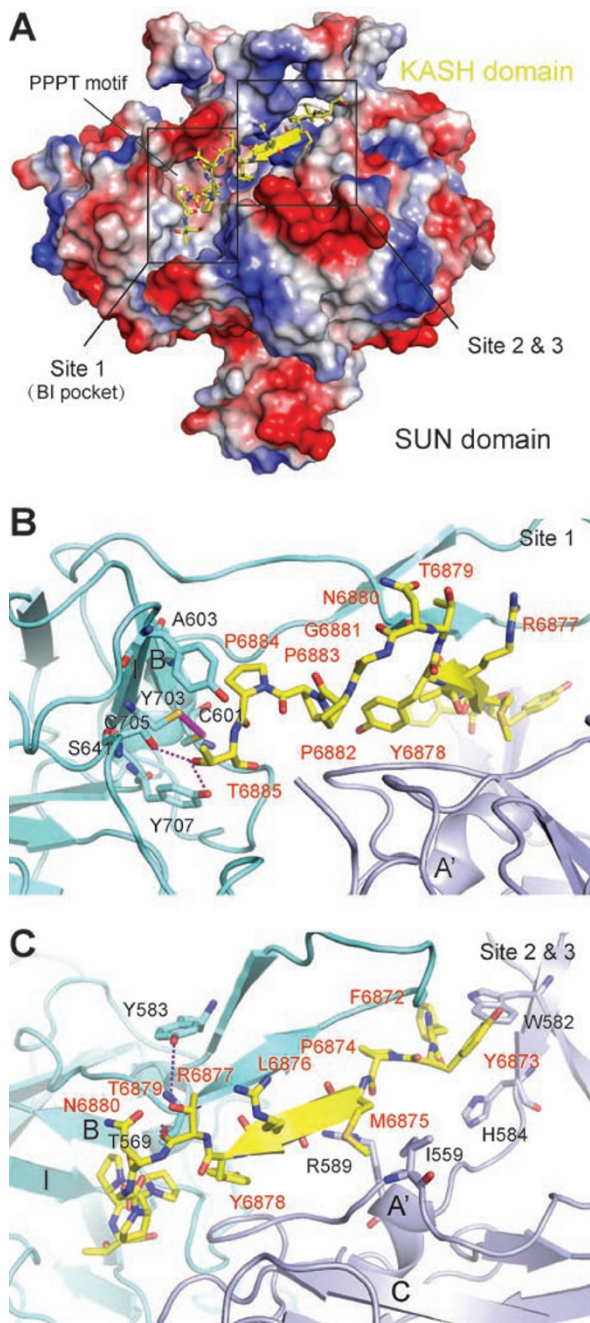 A
KASH domain
PPPT motif
Site 1
(BI pocket)
Site 2 & 3
SUN domain
B
Site 1
T6879
N6880
R6877
A603
G6881
P6884
B
I
P6883
Y703
C705
C601
S641
P6882
Y6878
T6885
Y707
A'
C
Site 2 & 3
Y583
F6872
W582
P6874
T6879
R6877
L6876
Y6873
N6880
M6875
B
T569
H584
R589
I559
I
Y6878
A'
C